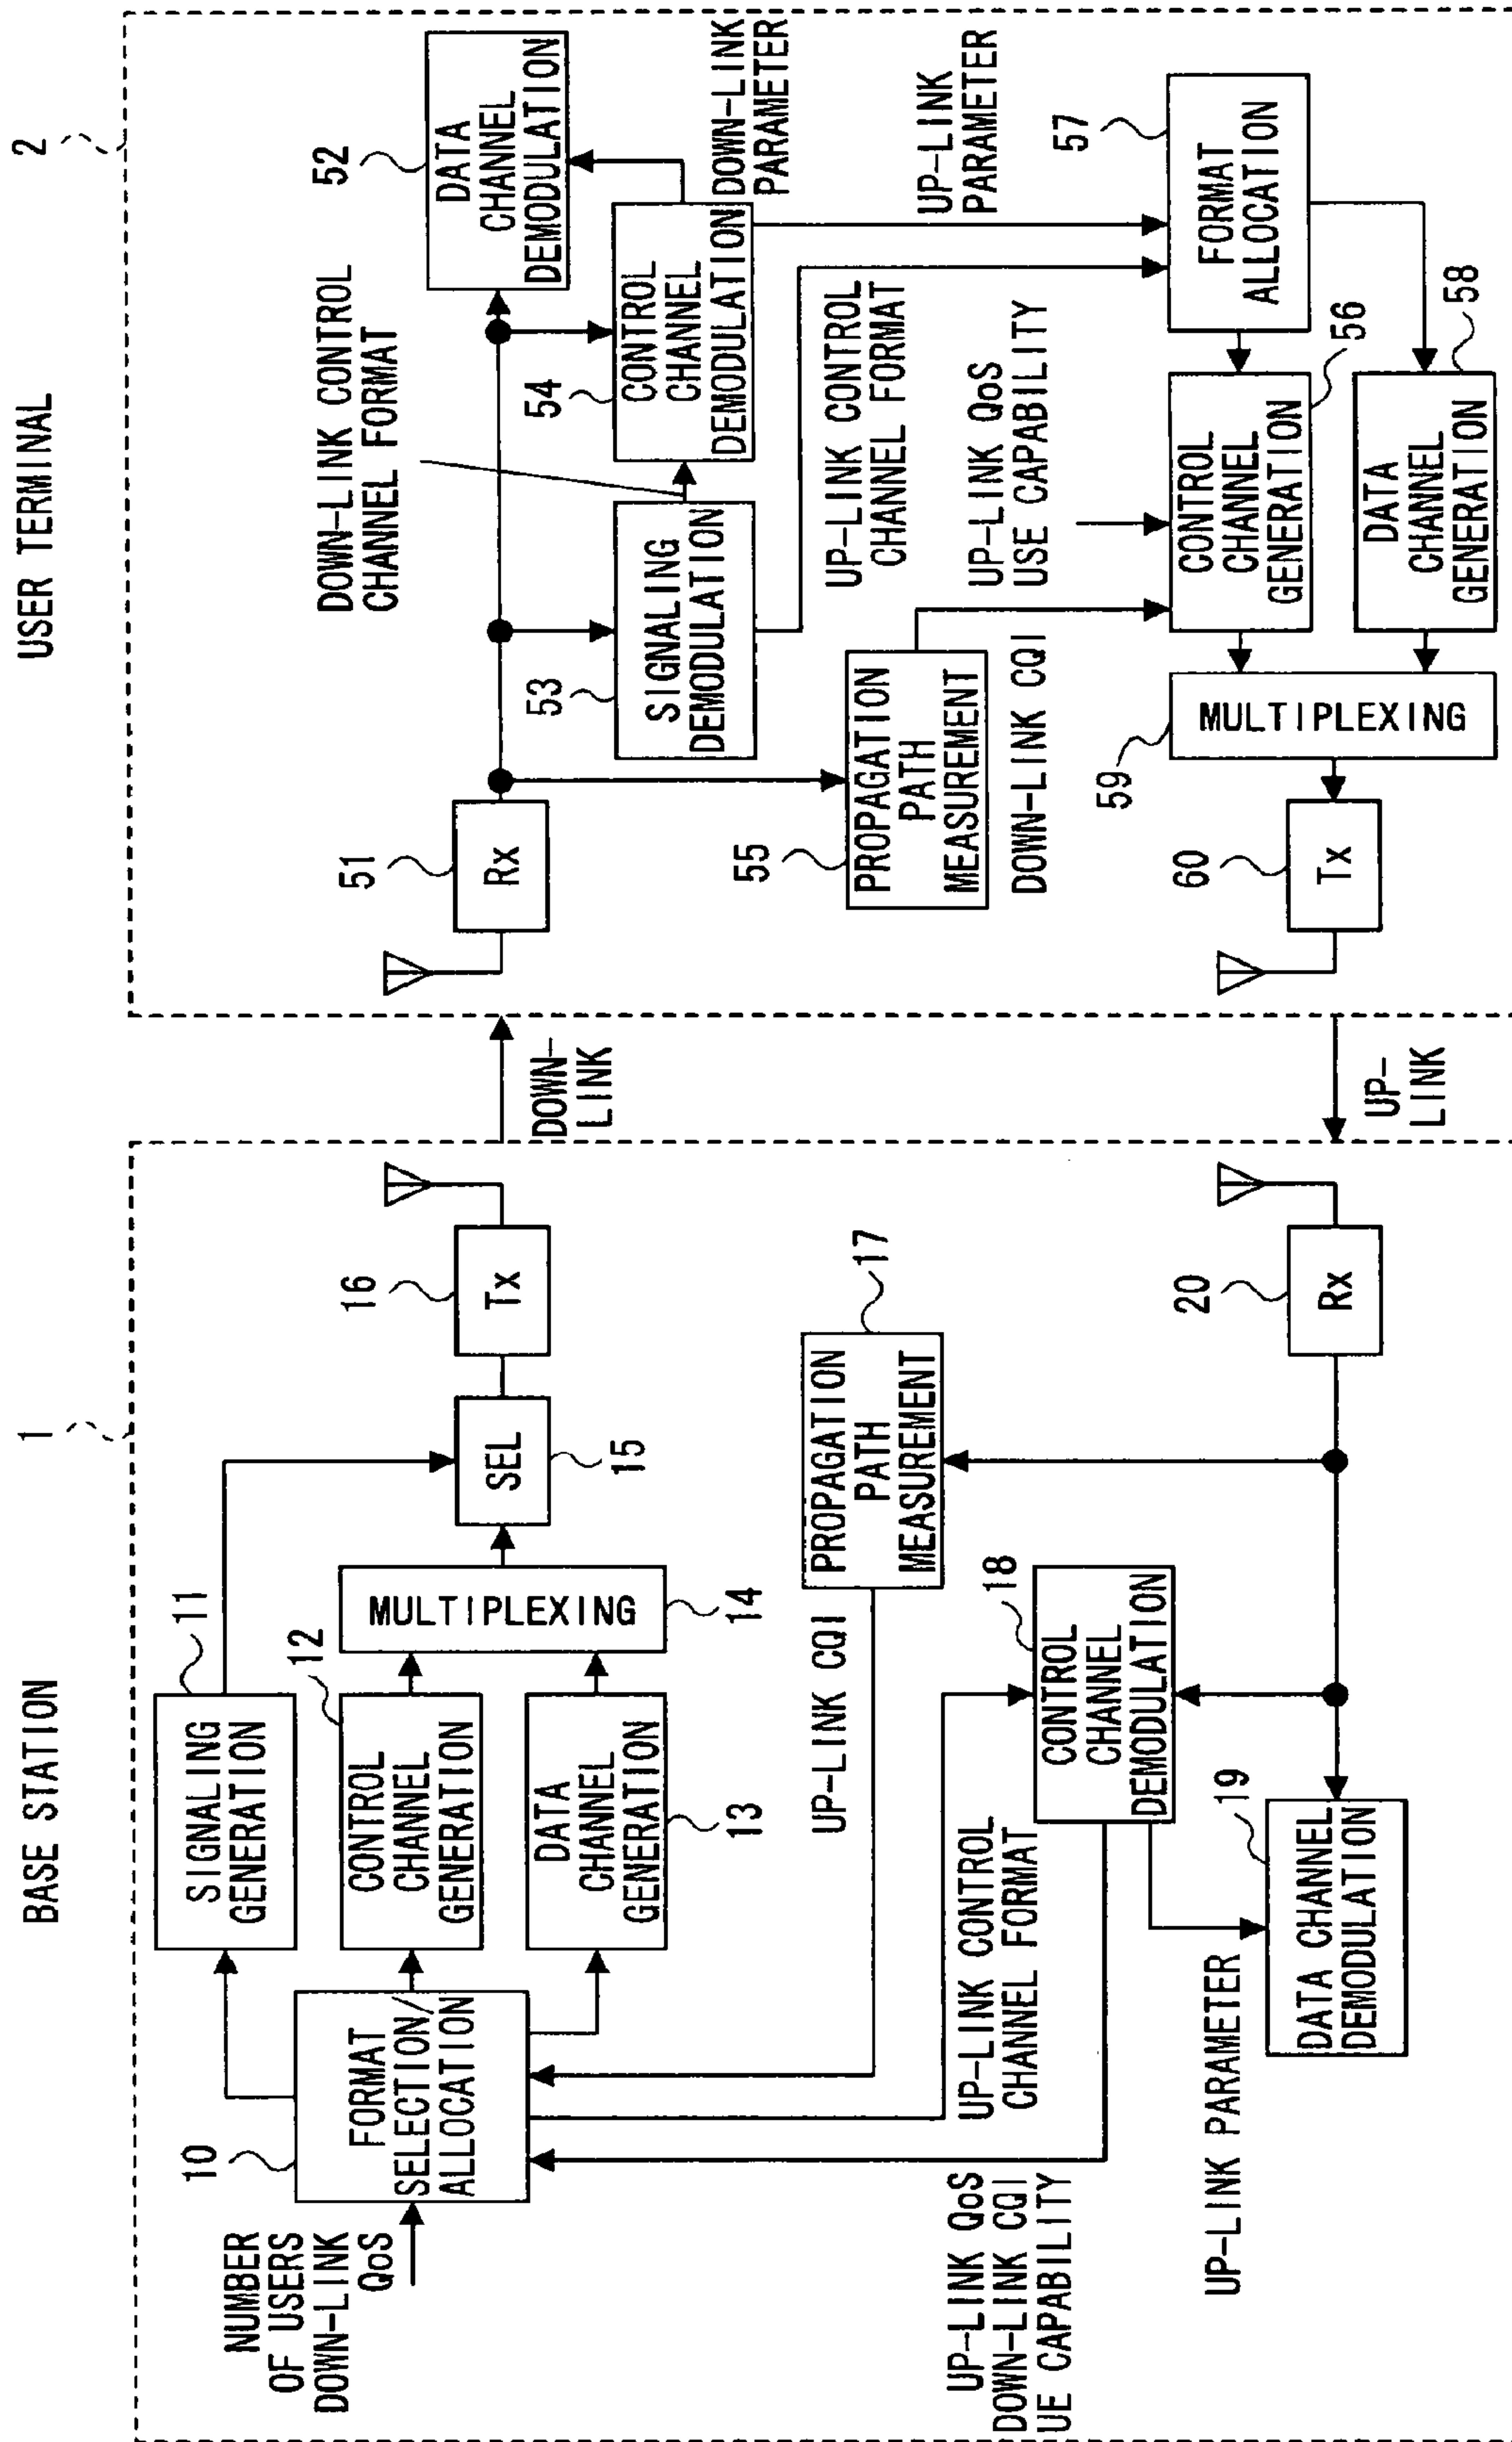 BASE STATION
1
NUMBER
OF USERS
DOWN-LINK
QoS
10
FORMAT
SELECTION/
ALLOCATION
11
SIGNALING
GENERATION
12
CONTROL
CHANNEL
GENERATION
DATA
CHANNEL
GENERATION
13
MULTIPLEXING
14
SEL
15
16
Tx
17
PROPAGATION
PATH
MEASUREMENT
UP-LINK CQI
18
CONTROL
CHANNEL
DEMODULATION
UP-LINK CONTROL
CHANNEL FORMAT
UP-LINK QoS
DOWN-LINK CQI
UE CAPABILITY
UP-LINK PARAMETER
19
DATA CHANNEL
DEMODULATION
20
Rx
DOWN-
LINK
UP-
LINK
USER TERMINAL
2
51
Rx
DOWN-LINK CONTROL
CHANNEL FORMAT
52
DATA
CHANNEL
DEMODULATION
53
SIGNALING
DEMODULATION
54
CONTROL
CHANNEL
DEMODULATION
DOWN-LINK
PARAMETER
55
PROPAGATION
PATH
MEASUREMENT
UP-LINK CONTROL
CHANNEL FORMAT
UP-LINK
PARAMETER
DOWN-LINK CQI
UP-LINK QoS
USE CAPABILITY
57
FORMAT
ALLOCATION
56
CONTROL
CHANNEL
GENERATION
58
DATA
CHANNEL
GENERATION
59
MULTIPLEXING
60
Tx